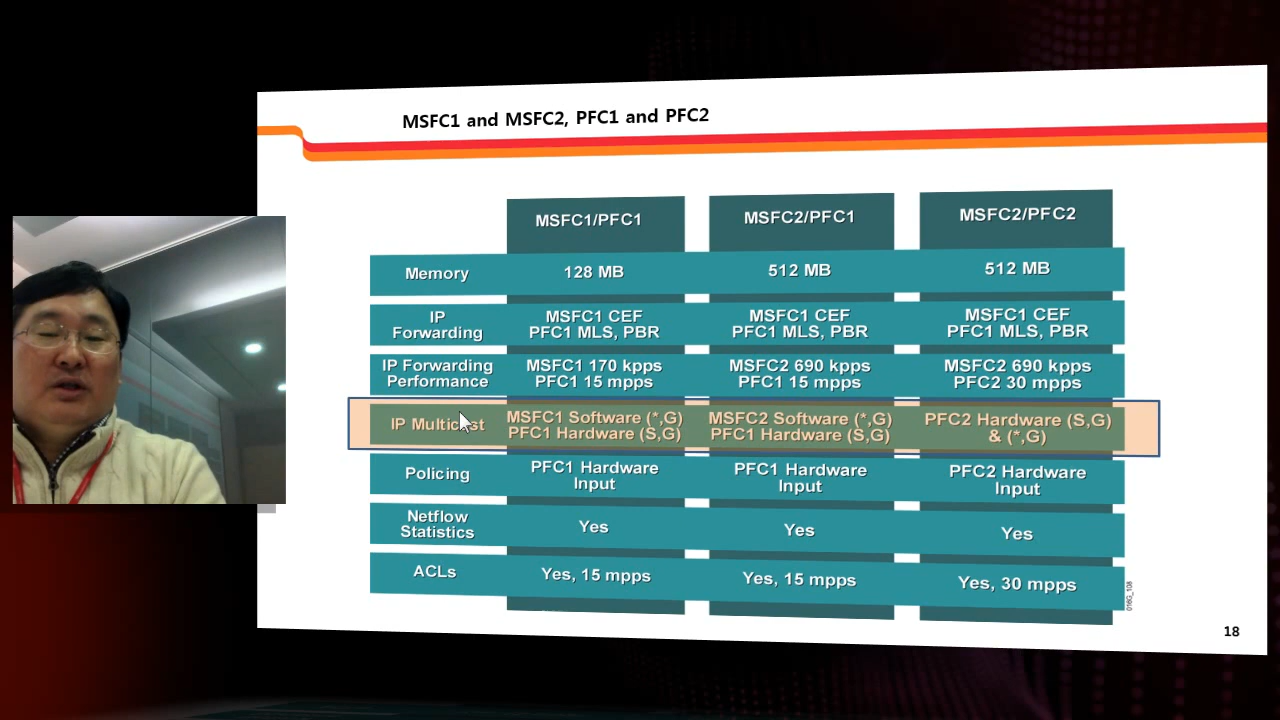 MSFC1 and MSFC2, PFC1 and PFC2
MSFC1/PFC1
MSFC2/PFC1
MSFC2/PFC2
Memory
128 MB
512 MB
512 MB
IP
Forwarding
MSFC1 CEF
PFC1 MLS, PBR
MSFC1 CEF
PFC1 MLS, PBR
MSFC1 CEF
PFC1 MLS, PBR
IP Forwarding
Performance
MSFC1 170 kpps
PFC1 15 mpps
MSFC2 690 kpps
PFC1 15 mpps
MSFC2 690 kpps
PFC2 30 mpps
IP Multicast
MSFC1 Software (*,G)
PFC1 Hardware (S,G)
MSFC2 Software (*,G)
PFC1 Hardware (S,G)
PFC2 Hardware (S,G)
& (*,G)
Policing
PFC1 Hardware
Input
PFC1 Hardware
Input
PFC2 Hardware
Input
Netflow
Statistics
Yes
Yes
Yes
ACLs
Yes, 15 mpps
Yes, 15 mpps
Yes, 30 mpps
016G_108
18